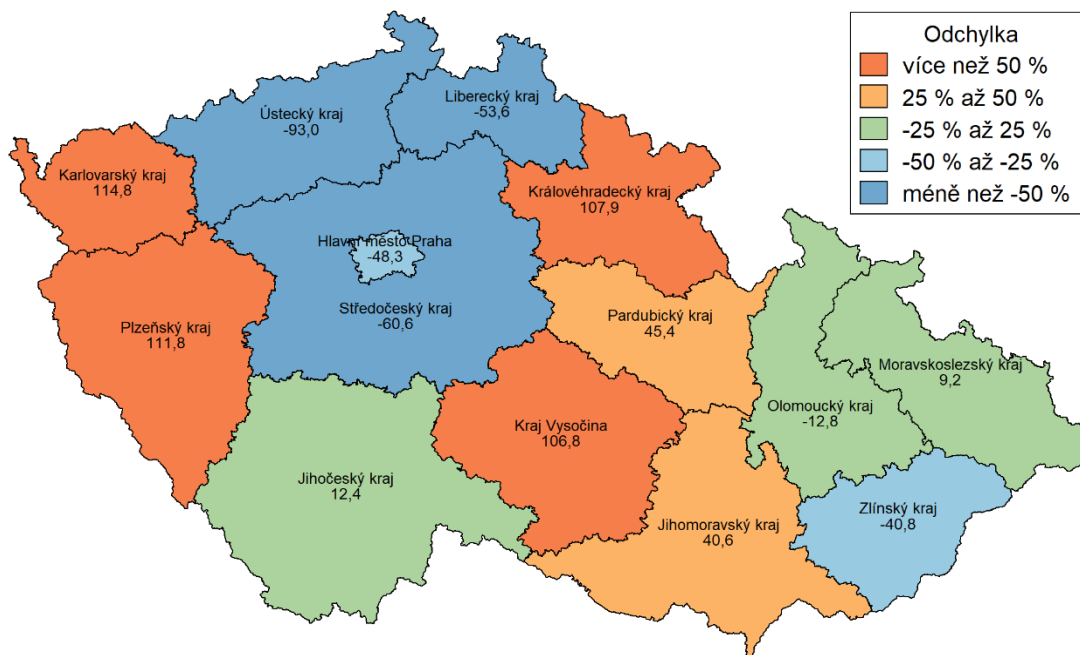 Odchylka
více než 50 %
25 % až 50 %
-25 % až 25 %
-50 % až -25 %
méně než -50 %
Liberecký kraj
-53,6
Ústecký kraj
-93,0
Karlovarský kraj
114,8
Královéhradecký kraj
107,9
Hlavní město Praha
-48,3
Středočeský kraj
-60,6
Plzeňský kraj
111,8
Pardubický kraj
45,4
Moravskoslezský kraj
9,2
Olomoucký kraj
-12,8
Kraj Vysočina
106,8
Jihočeský kraj
12,4
Zlínský kraj
-40,8
Jihomoravský kraj
40,6